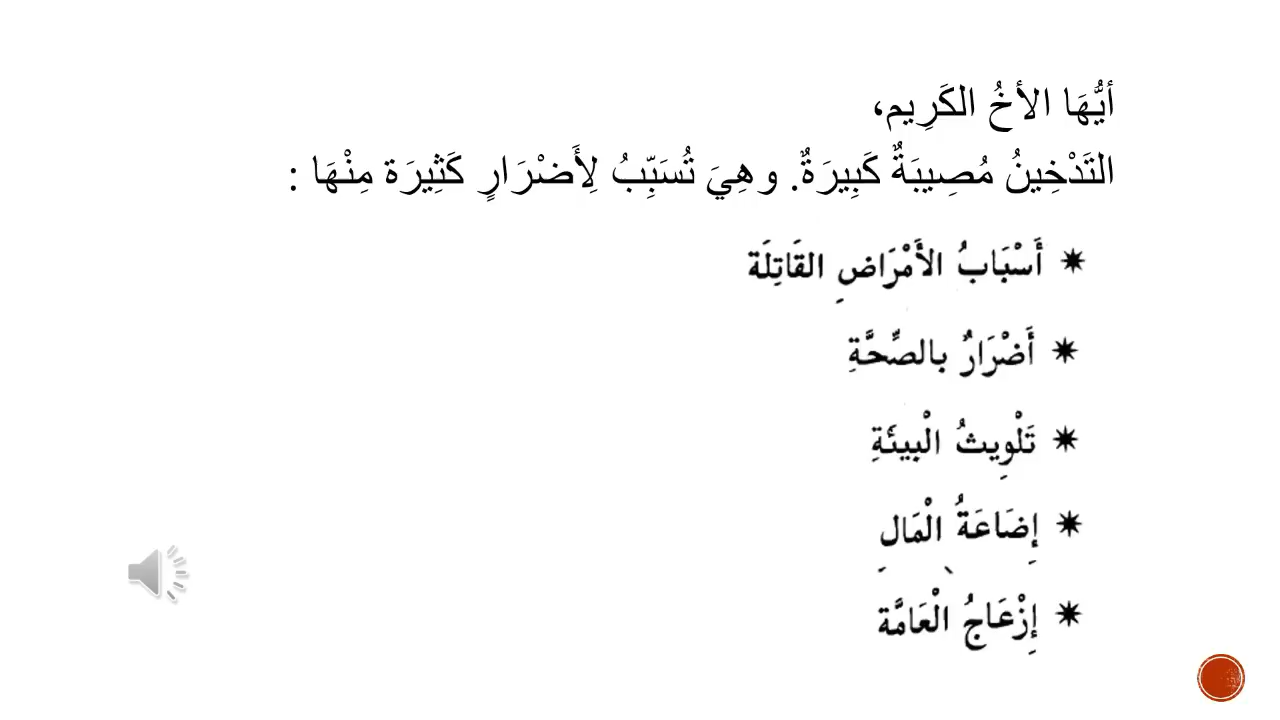 أيُّهَا الأخُ الكَرِيم،
التَدْخِينُ مُصِيبَةٌ كَبِيرَةٌ. وهِيَ تُسَبِّبُ لِأَضْرَارٍ كَثِيرَة مِنْهَا :
✷ أَسْبَابُ الأَمْرَاضِ القَاتِلَة
✷ أَضْرَارٌ بالصِّحَّةِ
✷ تَلْوِيثُ الْبِيئَةِ
✷ إِضَاعَةُ الْمَالِ
✷ إِزْعَاجُ الْعَامَّة